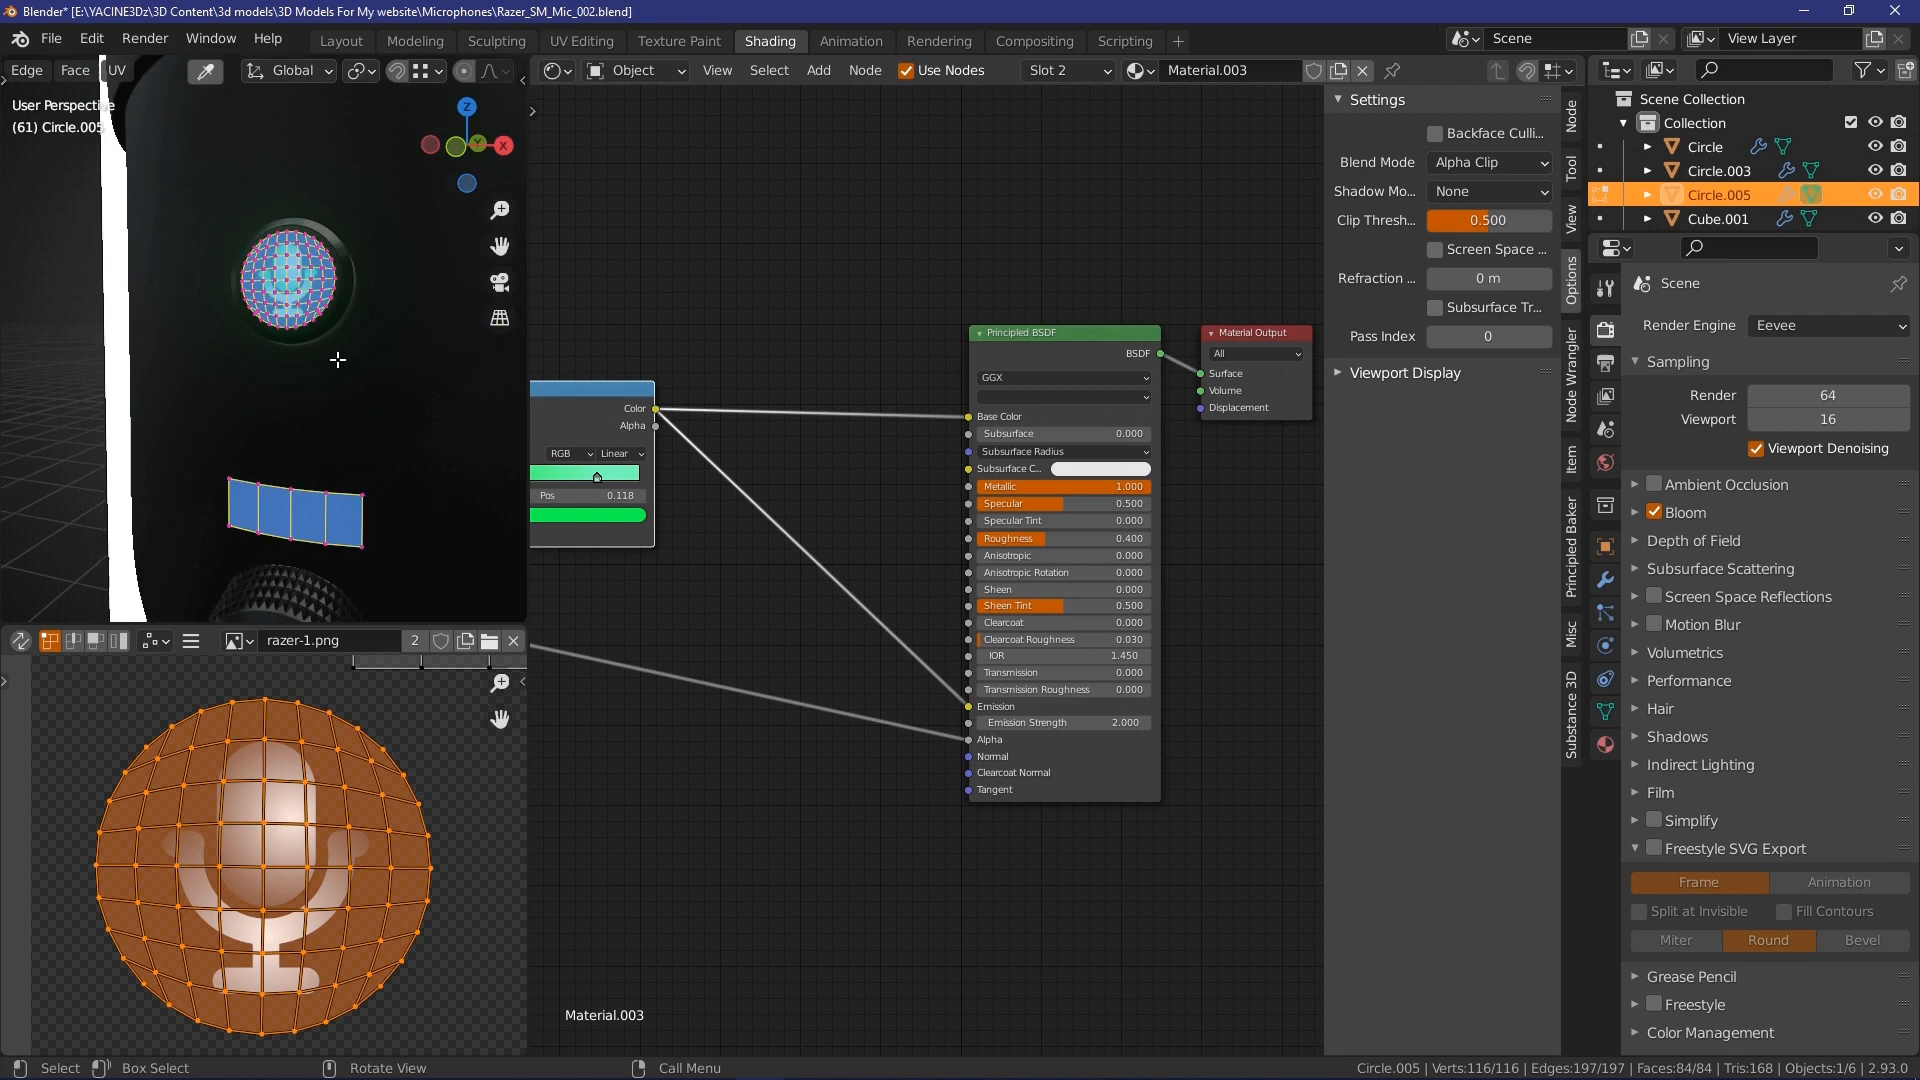 Blender* [E:\YACINE3Dz\3D Content\3d models\3D Models For My website\Microphones\Razer_SM_Mic_002.blend]
File Edit Render Window Help Layout Modeling Sculpting UV Editing Texture Paint Shading Animation Rendering Compositing Scripting + Scene View Layer
Edge Face UV Global Object View Select Add Node Use Nodes Slot 2 Material.003
User Perspective
(61) Circle.005
Z
Y
X
Color
Alpha
RGB Linear
Pos 0.118
Principled BSDF
BSDF
GGX
Base Color
Subsurface 0.000
Subsurface Radius
Subsurface C...
Metallic 1.000
Specular 0.500
Specular Tint 0.000
Roughness 0.400
Anisotropic 0.000
Anisotropic Rotation 0.000
Sheen 0.000
Sheen Tint 0.500
Clearcoat 0.000
Clearcoat Roughness 0.030
IOR 1.450
Transmission 0.000
Transmission Roughness 0.000
Emission
Emission Strength 2.000
Alpha
Normal
Clearcoat Normal
Tangent
Material Output
All
Surface
Volume
Displacement
Material.003
Settings
Backface Culli...
Blend Mode Alpha Clip
Shadow Mo... None
Clip Thresh... 0.500
Screen Space ...
Refraction ... 0 m
Subsurface Tr...
Pass Index 0
Viewport Display
Node
Tool
View
Options
Node Wrangler
Item
Principled Baker
Misc
Substance 3D
Scene Collection
Collection
Circle
Circle.003
Circle.005
Cube.001
Scene
Render Engine Eevee
Sampling
Render 64
Viewport 16
Viewport Denoising
Ambient Occlusion
Bloom
Depth of Field
Subsurface Scattering
Screen Space Reflections
Motion Blur
Volumetrics
Performance
Hair
Shadows
Indirect Lighting
Film
Simplify
Freestyle SVG Export
Frame Animation
Split at Invisible Fill Contours
Miter Round Bevel
Grease Pencil
Freestyle
Color Management
razer-1.png 2
Select Box Select Rotate View Call Menu Circle.005 | Verts:116/116 | Edges:197/197 | Faces:84/84 | Tris:168 | Objects:1/6 | 2.93.0